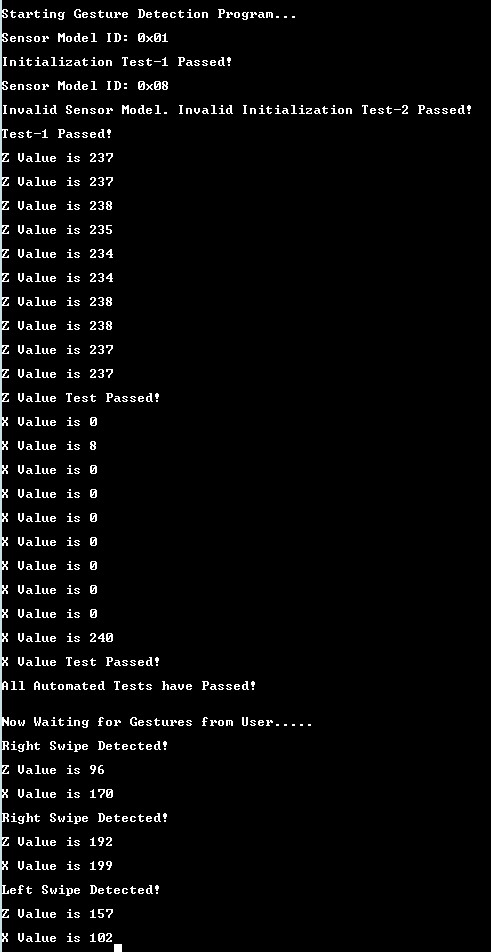 Starting Gesture Detection Program...
Sensor Model ID: 0x01
Initialization Test-1 Passed!
Sensor Model ID: 0x08
Invalid Sensor Model. Invalid Initialization Test-2 Passed!
Test-1 Passed!
Z Value is 237
Z Value is 237
Z Value is 238
Z Value is 235
Z Value is 234
Z Value is 234
Z Value is 238
Z Value is 238
Z Value is 237
Z Value is 237
Z Value Test Passed!
X Value is 0
X Value is 8
X Value is 0
X Value is 0
X Value is 0
X Value is 0
X Value is 0
X Value is 0
X Value is 0
X Value is 240
X Value Test Passed!
All Automated Tests have Passed!
Now Waiting for Gestures from User.....
Right Swipe Detected!
Z Value is 96
X Value is 170
Right Swipe Detected!
Z Value is 192
X Value is 199
Left Swipe Detected!
Z Value is 157
X Value is 102